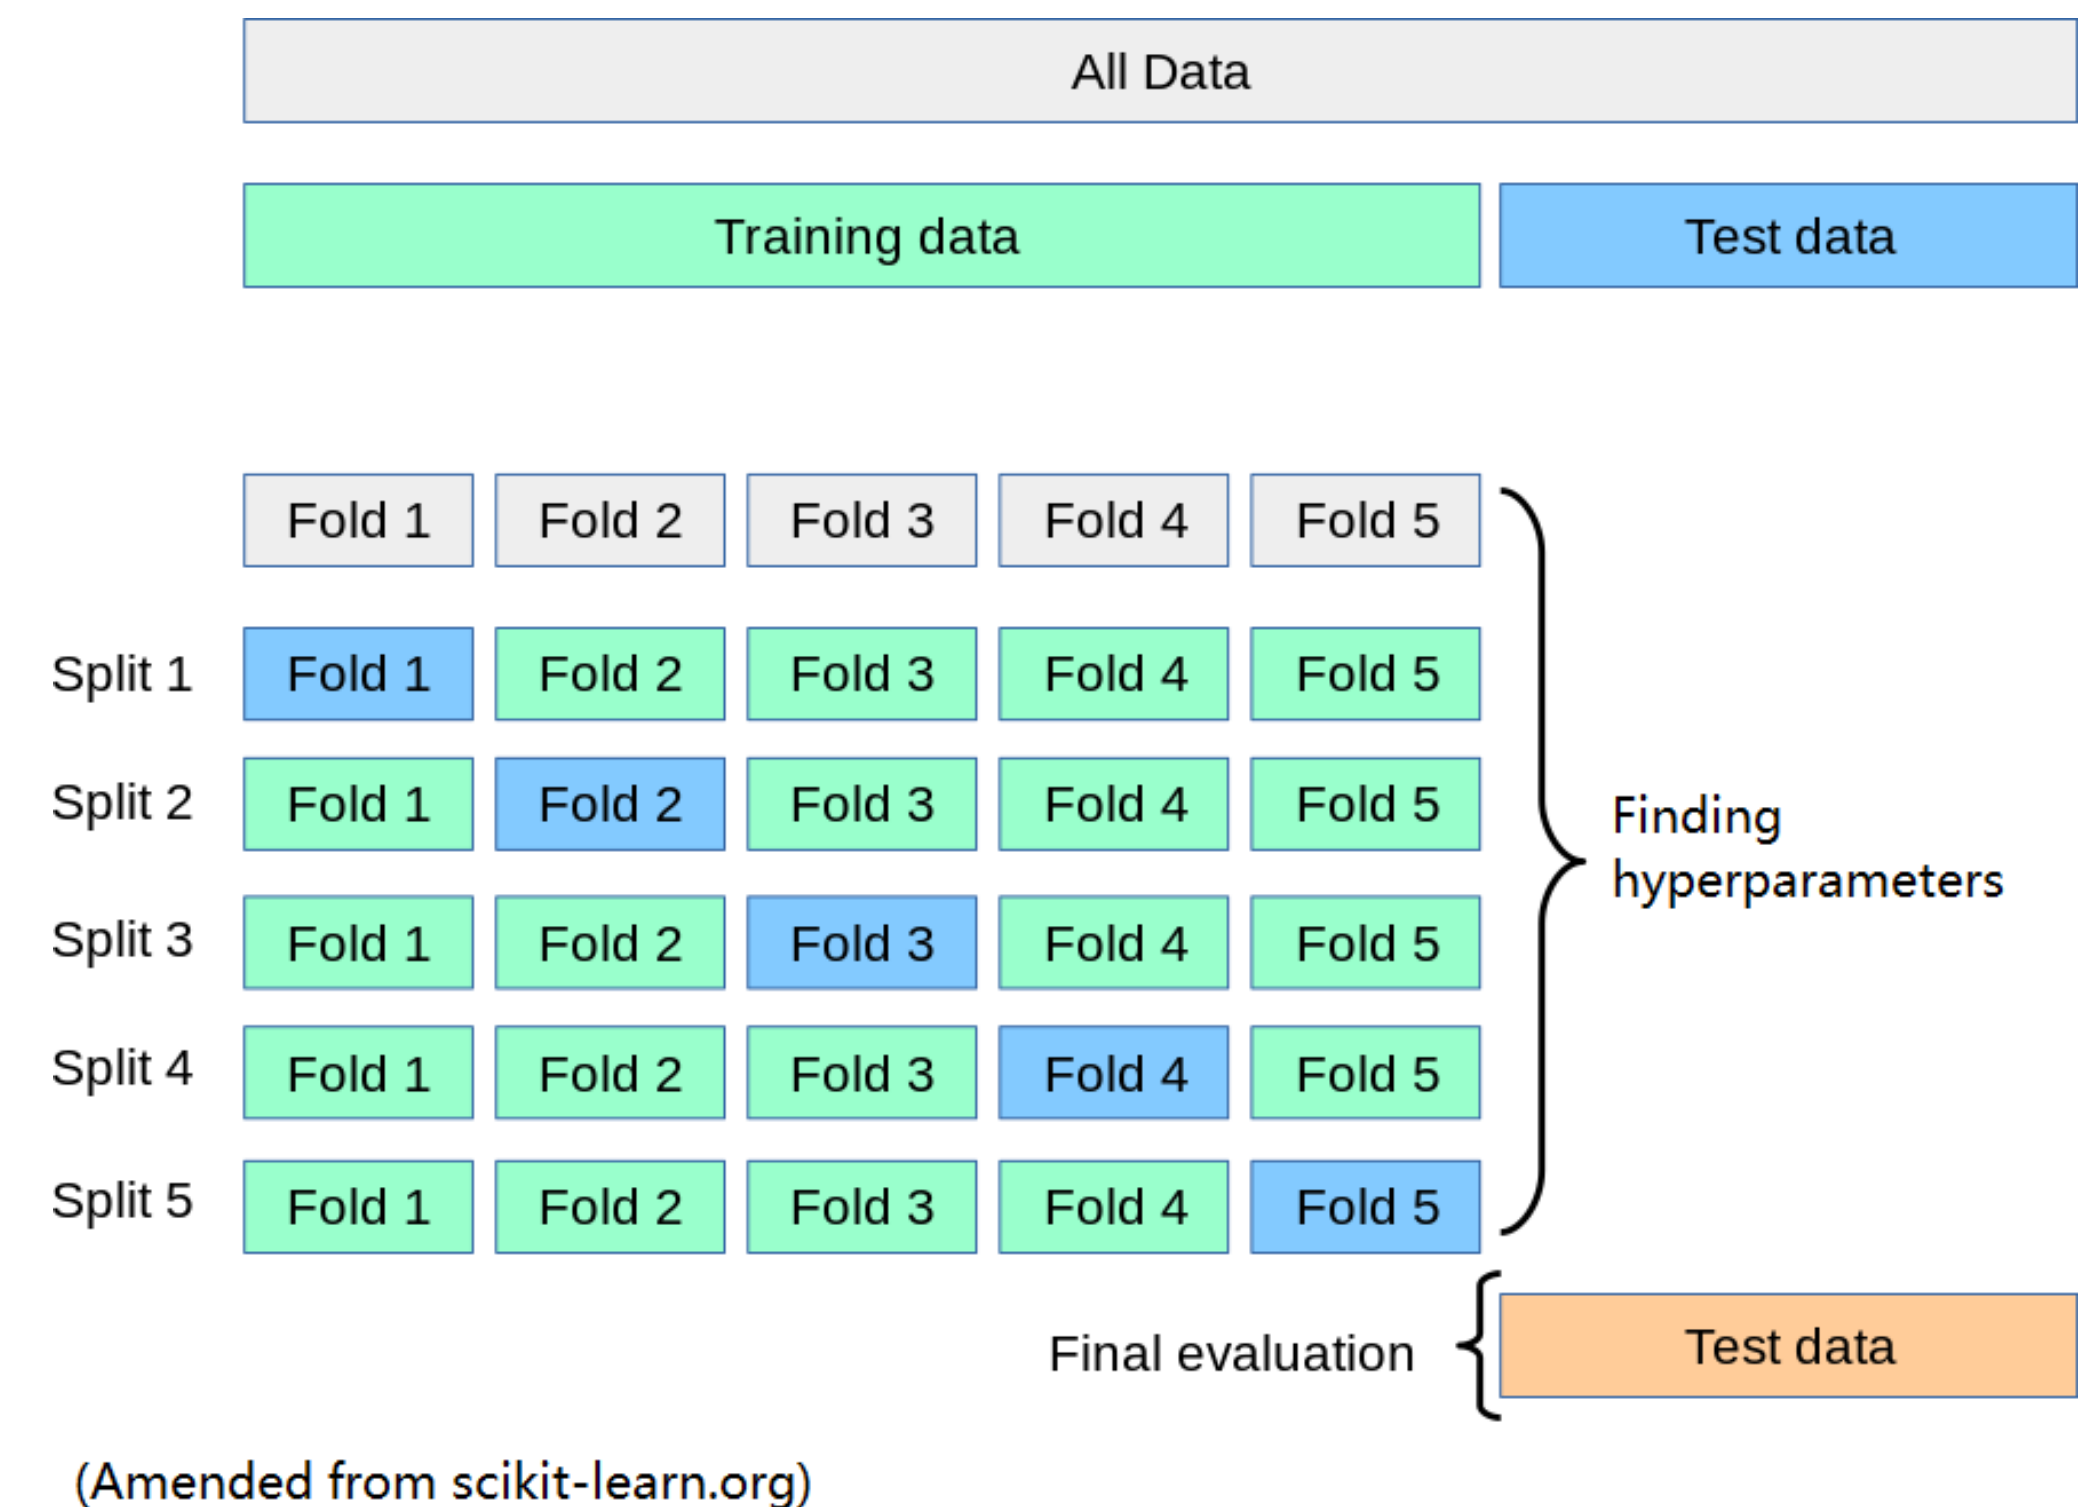 All Data
Training data Test data
Fold 1 Fold 2 Fold 3 Fold 4 Fold 5
Split 1 Fold 1 Fold 2 Fold 3 Fold 4 Fold 5
Split 2 Fold 1 Fold 2 Fold 3 Fold 4 Fold 5
Finding
hyperparameters
Split 3 Fold 1 Fold 2 Fold 3 Fold 4 Fold 5
Split 4 Fold 1 Fold 2 Fold 3 Fold 4 Fold 5
Split 5 Fold 1 Fold 2 Fold 3 Fold 4 Fold 5
Final evaluation Test data
(Amended from scikit-learn.org)